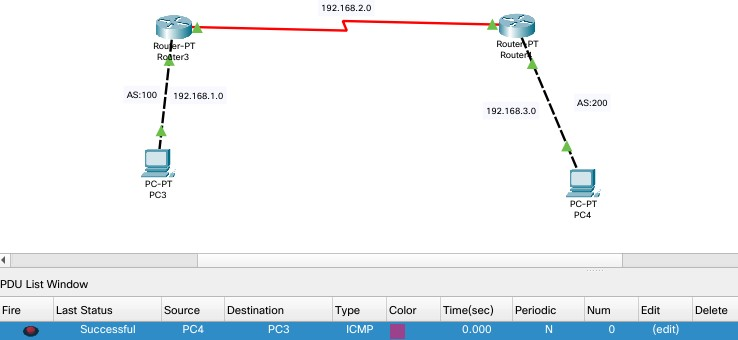 192.168.2.0
Router-PT
Router3
Router-PT
AS:100
192.168.1.0
AS:200
192.168.3.0
PC-PT
PC3
PC-PT
PC4
PDU List Window
Fire Last Status Source Destination Type Color Time(sec) Periodic Num Edit Delete
Successful PC4 PC3 ICMP 0.000 N 0 (edit)